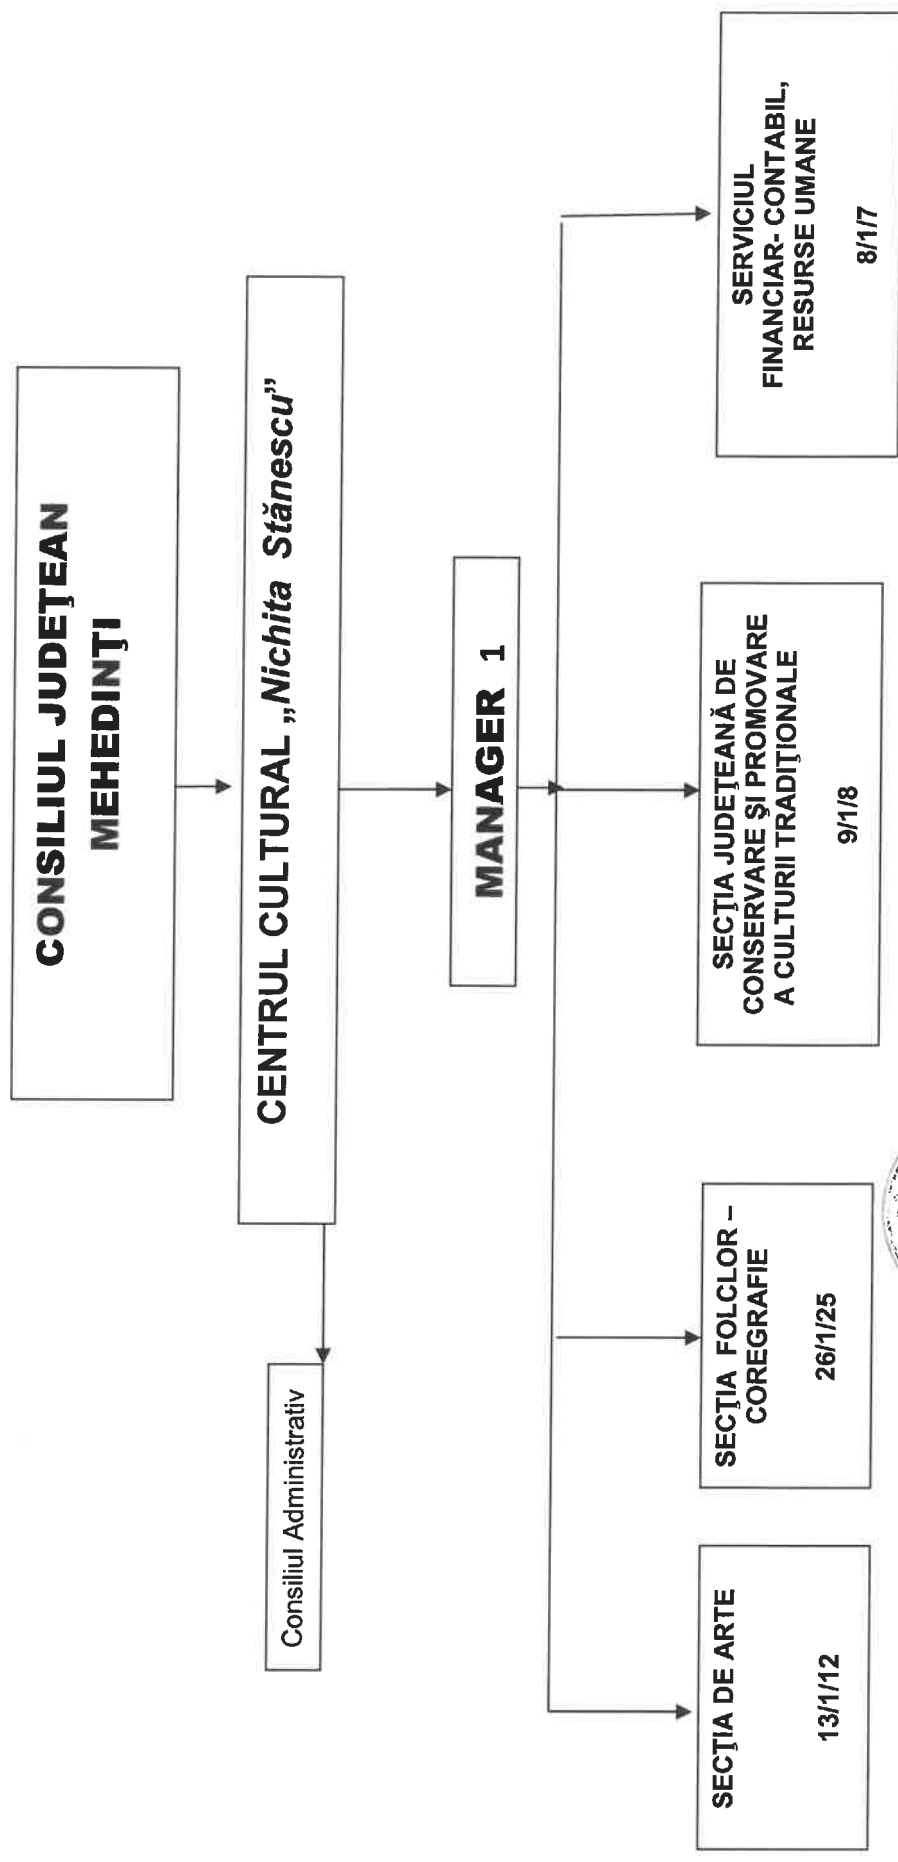 CONSILIUL JUDEŢEAN
MEHEDINŢI
CENTRUL CULTURAL „Nichita Stănescu”
Consiliul Administrativ
MANAGER 1
SECŢIA DE ARTE
13/1/12
SECŢIA FOLCLOR –
COREGRAFIE
26/1/25
SECŢIA JUDEŢEANĂ DE
CONSERVARE ŞI PROMOVARE
A CULTURII TRADIŢIONALE
9/1/8
SERVICIUL
FINANCIAR- CONTABIL,
RESURSE UMANE
8/1/7